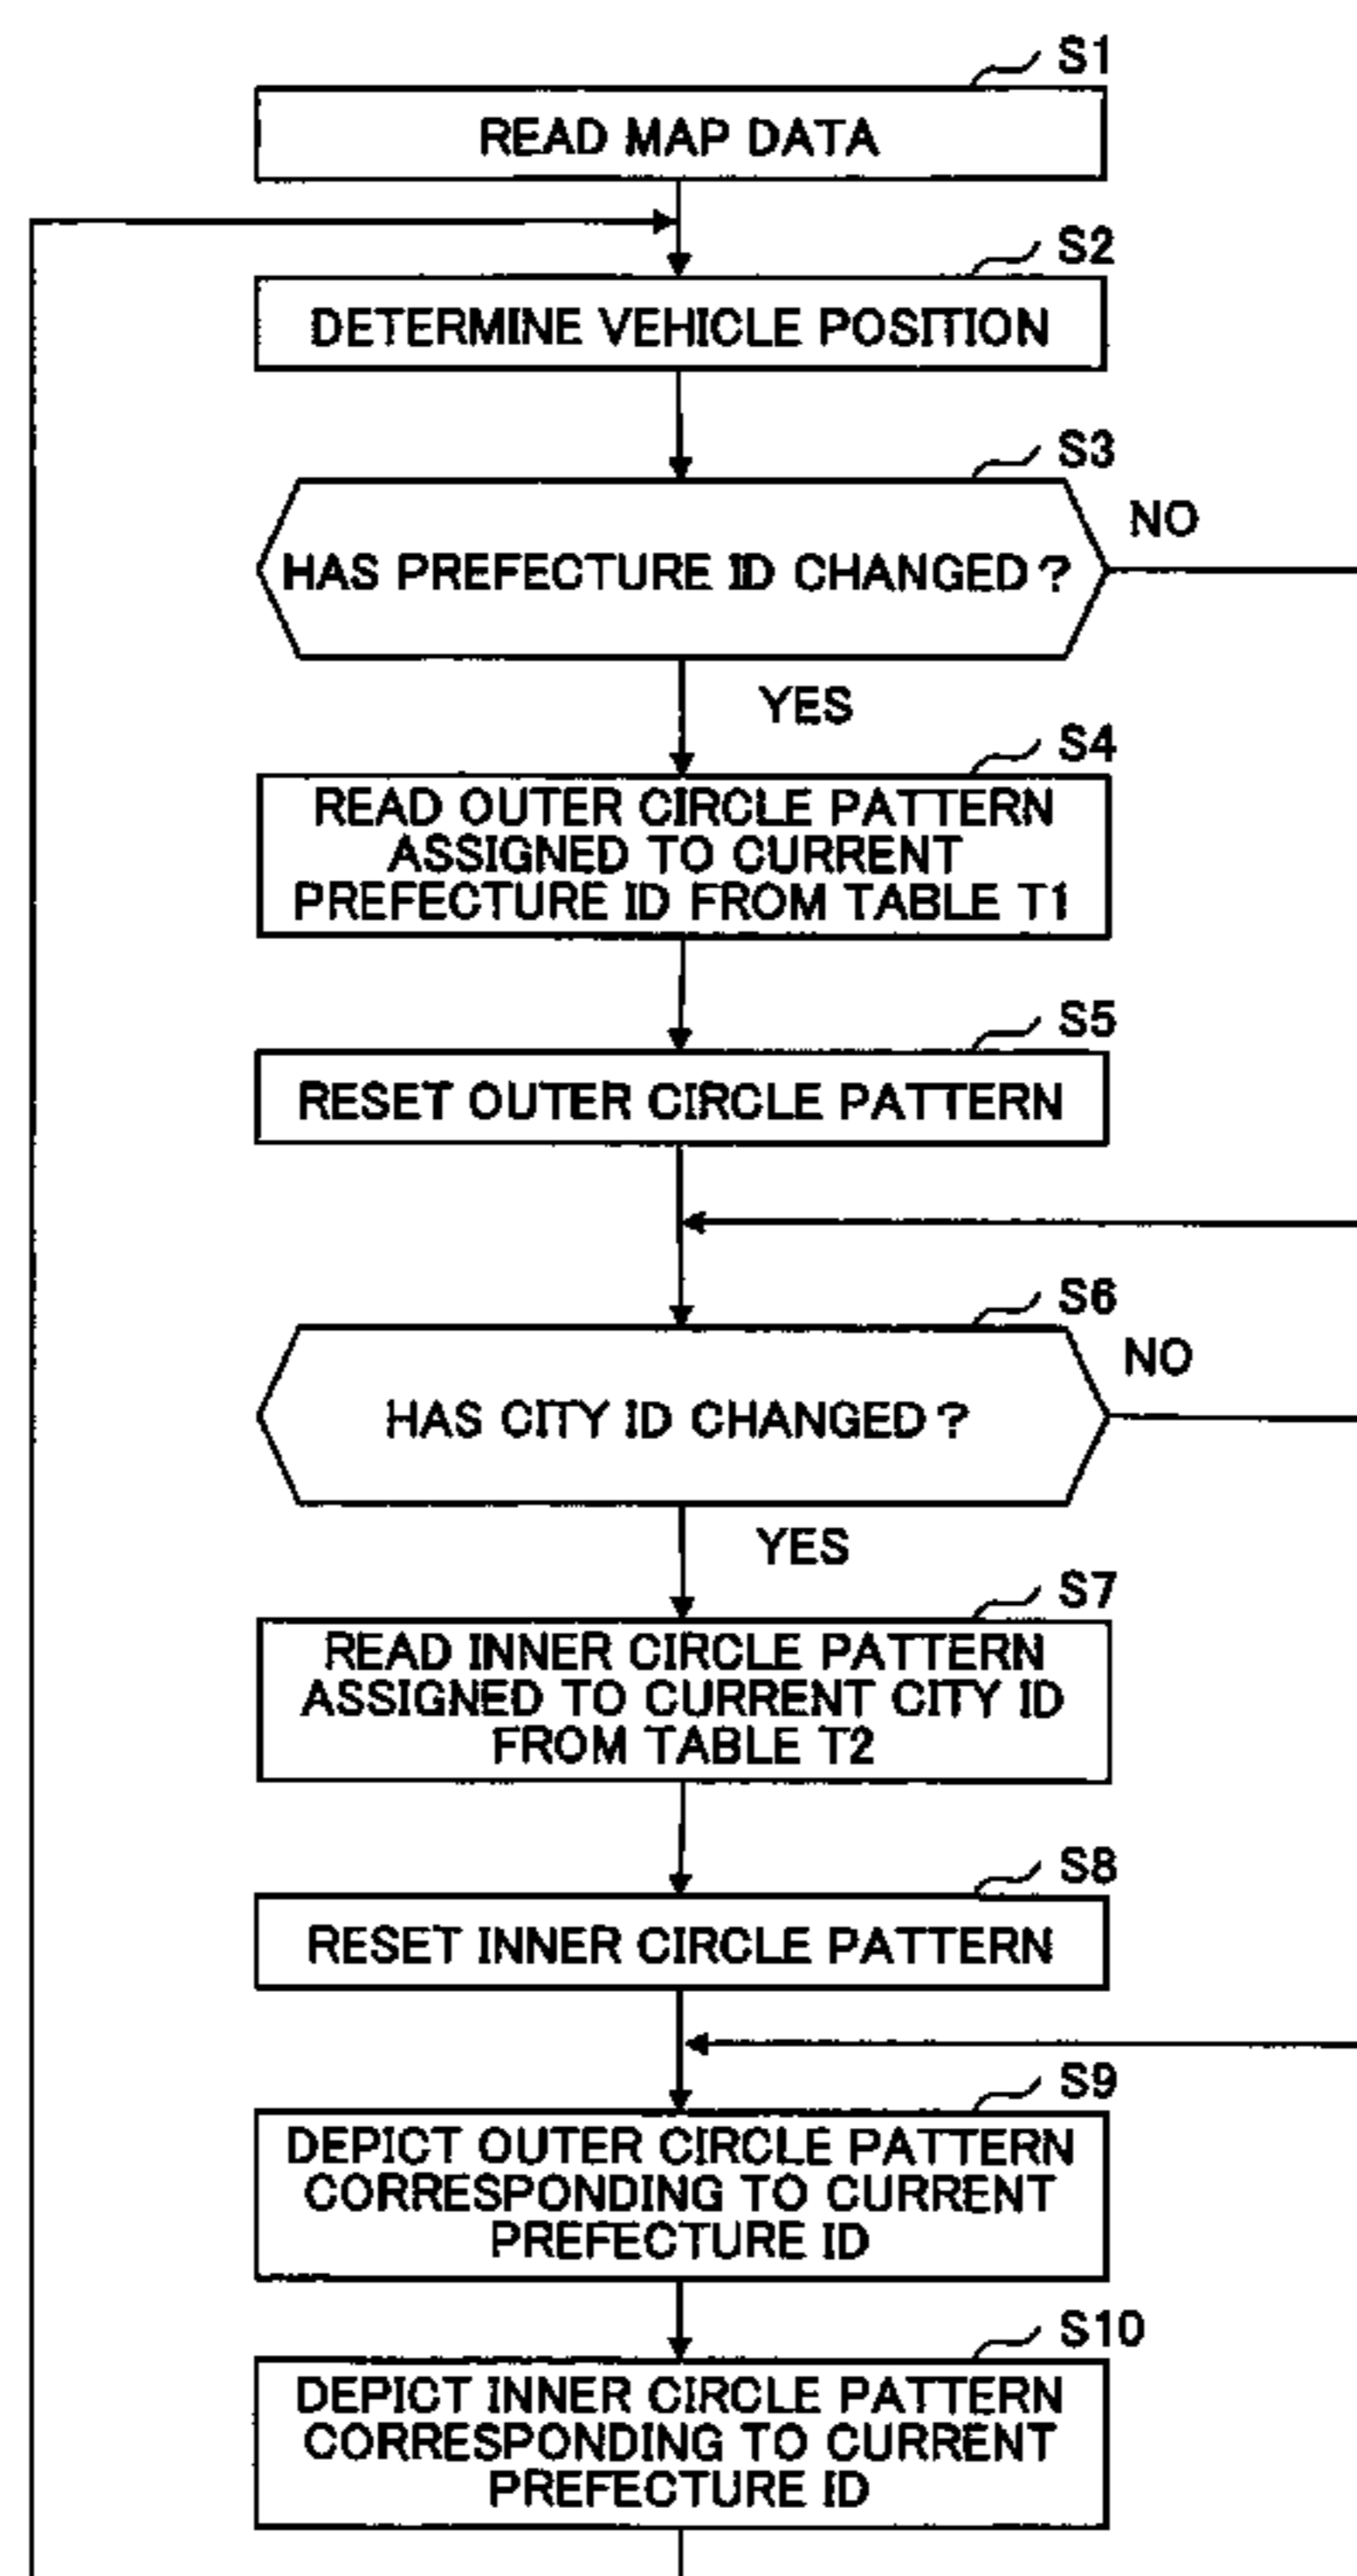 S1
READ MAP DATA
S2
DETERMINE VEHICLE POSITION
S3
NO
HAS PREFECTURE ID CHANGED?
YES
S4
READ OUTER CIRCLE PATTERN
ASSIGNED TO CURRENT
PREFECTURE ID FROM TABLE T1
S5
RESET OUTER CIRCLE PATTERN
S6
NO
HAS CITY ID CHANGED?
YES
S7
READ INNER CIRCLE PATTERN
ASSIGNED TO CURRENT CITY ID
FROM TABLE T2
S8
RESET INNER CIRCLE PATTERN
S9
DEPICT OUTER CIRCLE PATTERN
CORRESPONDING TO CURRENT
PREFECTURE ID
S10
DEPICT INNER CIRCLE PATTERN
CORRESPONDING TO CURRENT
PREFECTURE ID